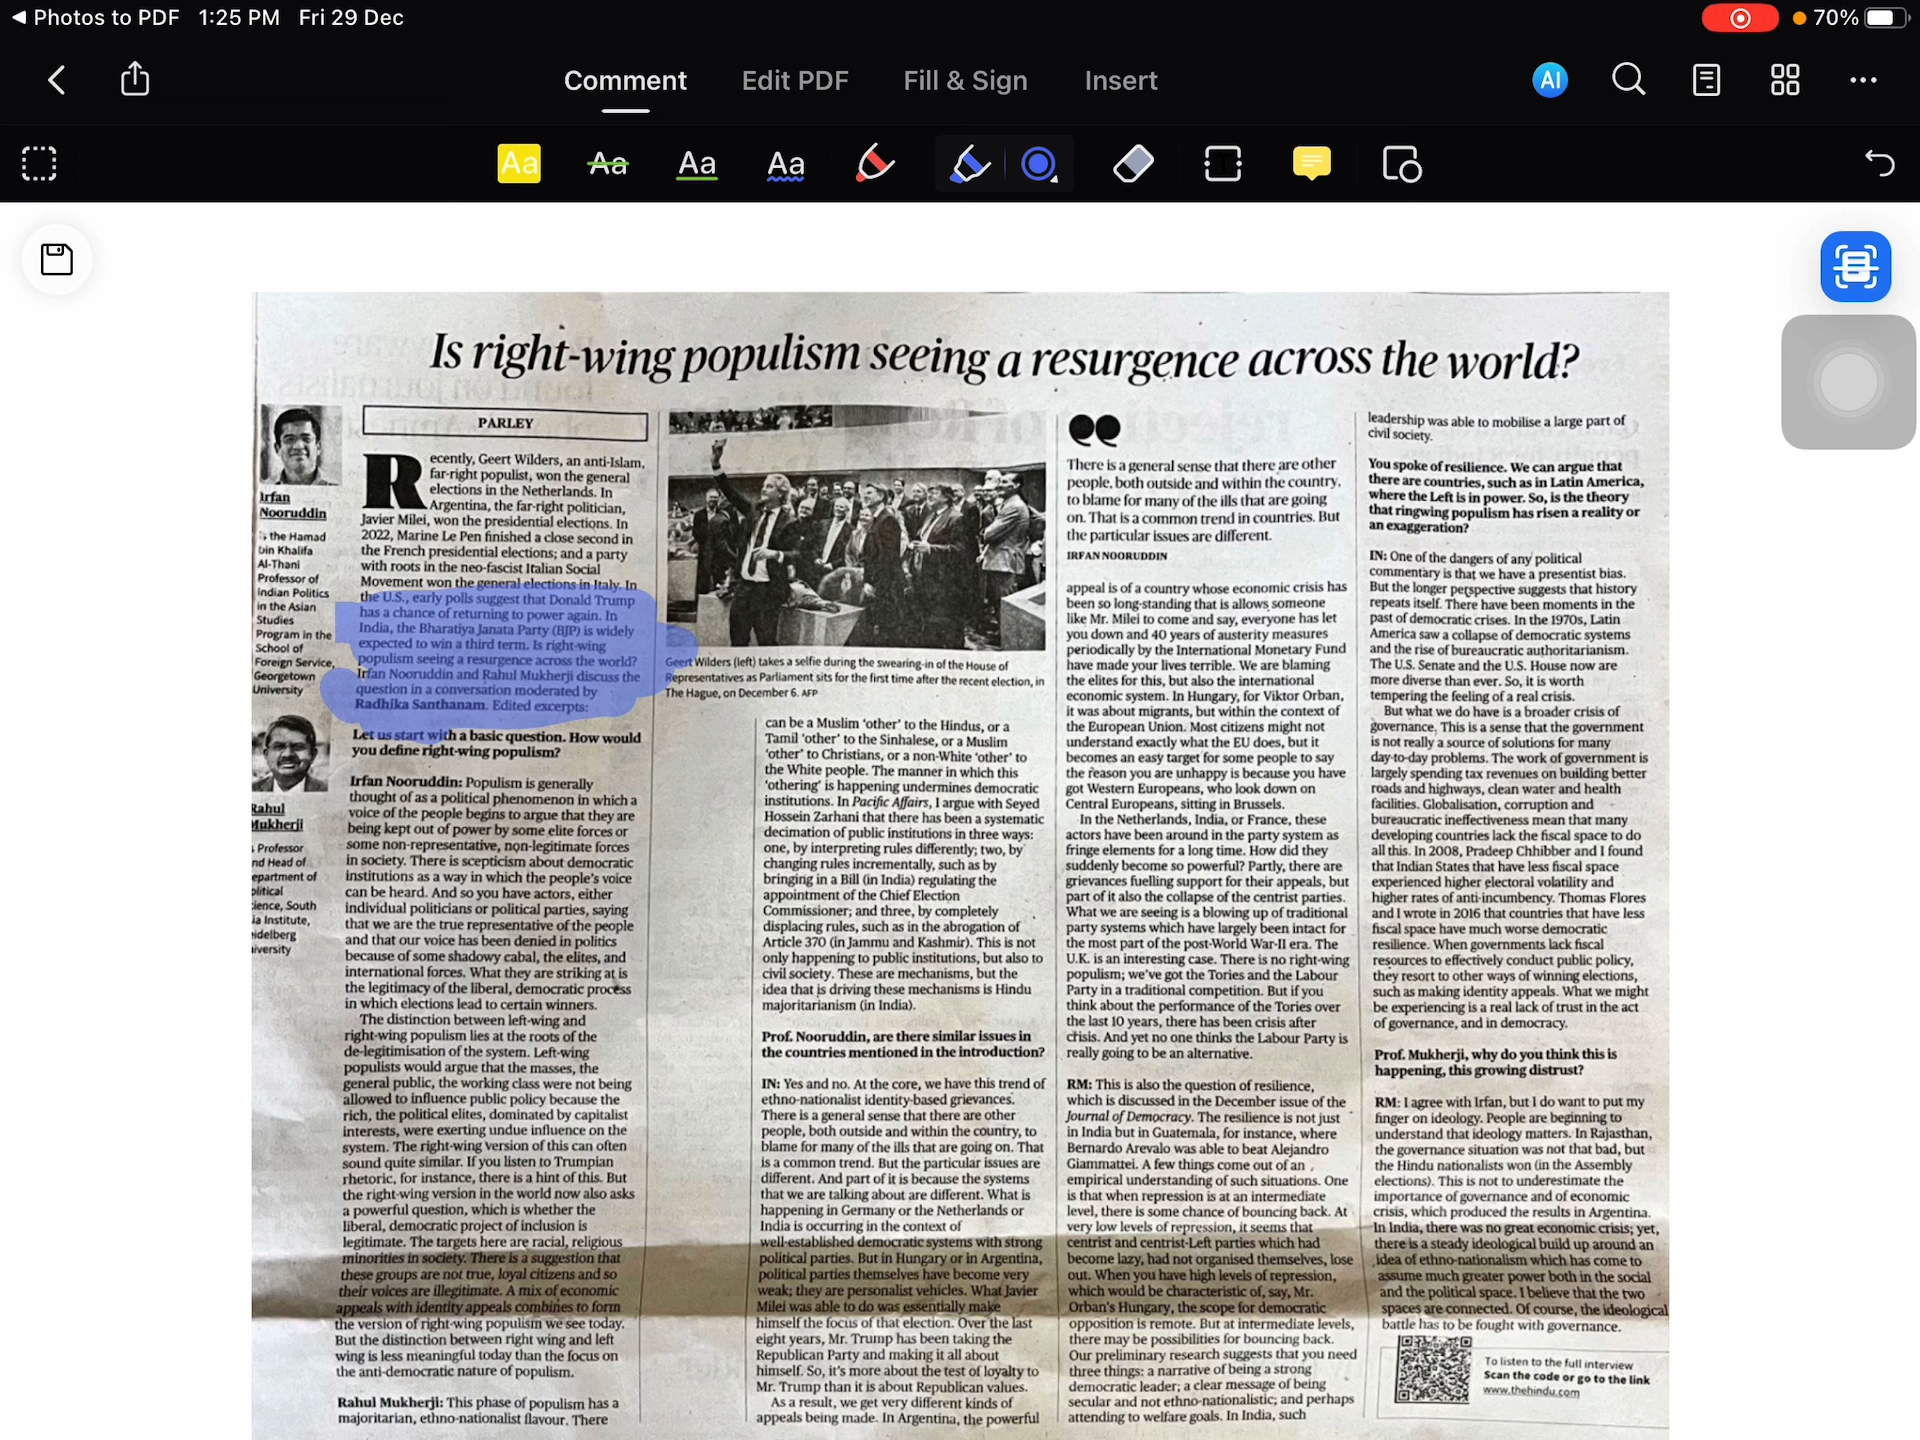 Photos to PDF 1:25 PM Fri 29 Dec
70%
Comment Edit PDF Fill & Sign Insert
AI
Aa Aa Aa Aa
T
Is right-wing populism seeing a resurgence across the world?
Irfan
Nooruddin
the Hamad
bin Khalifa
Al-Thani
Professor of
Indian Politics
in the Asian
Studies
Program in the
School of
Foreign Service,
Georgetown
University
Rahul
Mukherji
Professor
nd Head of
epartment of
olitical
ience, South
ia Institute,
eidelberg
iversity
PARLEY
Recently, Geert Wilders, an anti-Islam,
far-right populist, won the general
elections in the Netherlands. In
Argentina, the far-right politician,
Javier Milei, won the presidential elections. In
2022, Marine Le Pen finished a close second in
the French presidential elections; and a party
with roots in the neo-fascist Italian Social
Movement won the general elections in Italy. In
the U.S., early polls suggest that Donald Trump
has a chance of returning to power again. In
India, the Bharatiya Janata Party (BJP) is widely
expected to win a third term. Is right-wing
populism seeing a resurgence across the world?
Irfan Nooruddin and Rahul Mukherji discuss the
question in a conversation moderated by
Radhika Santhanam. Edited excerpts:
Let us start with a basic question. How would
you define right-wing populism?
Irfan Nooruddin: Populism is generally
thought of as a political phenomenon in which a
voice of the people begins to argue that they are
being kept out of power by some elite forces or
some non-representative, non-legitimate forces
in society. There is scepticism about democratic
institutions as a way in which the people's voice
can be heard. And so you have actors, either
individual politicians or political parties, saying
that we are the true representative of the people
and that our voice has been denied in politics
because of some shadowy cabal, the elites, and
international forces. What they are striking at is
the legitimacy of the liberal, democratic process
in which elections lead to certain winners.
The distinction between left-wing and
right-wing populism lies at the roots of the
de-legitimisation of the system. Left-wing
populists would argue that the masses, the
general public, the working class were not being
allowed to influence public policy because the
rich, the political elites, dominated by capitalist
interests, were exerting undue influence on the
system. The right-wing version of this can often
sound quite similar. If you listen to Trumpian
rhetoric, for instance, there is a hint of this. But
the right-wing version in the world now also asks
a powerful question, which is whether the
liberal, democratic project of inclusion is
legitimate. The targets here are racial, religious
minorities in society. There is a suggestion that
these groups are not true, loyal citizens and so
their voices are illegitimate. A mix of economic
appeals with identity appeals combines to form
the version of right-wing populism we see today.
But the distinction between right wing and left
wing is less meaningful today than the focus on
the anti-democratic nature of populism.
Rahul Mukherji: This phase of populism has a
majoritarian, ethno-nationalist flavour. There
Geert Wilders (left) takes a selfie during the swearing-in of the House of
Representatives as Parliament sits for the first time after the recent election, in
The Hague, on December 6. AFP
can be a Muslim 'other' to the Hindus, or a
Tamil 'other' to the Sinhalese, or a Muslim
'other' to Christians, or a non-White 'other' to
the White people. The manner in which this
'othering' is happening undermines democratic
institutions. In Pacific Affairs, I argue with Seyed
Hossein Zarhani that there has been a systematic
decimation of public institutions in three ways:
one, by interpreting rules differently; two, by
changing rules incrementally, such as by
bringing in a Bill (in India) regulating the
appointment of the Chief Election
Commissioner; and three, by completely
displacing rules, such as in the abrogation of
Article 370 (in Jammu and Kashmir). This is not
only happening to public institutions, but also to
civil society. These are mechanisms, but the
idea that is driving these mechanisms is Hindu
majoritarianism (in India).
Prof. Nooruddin, are there similar issues in
the countries mentioned in the introduction?
IN: Yes and no. At the core, we have this trend of
ethno-nationalist identity-based grievances.
There is a general sense that there are other
people, both outside and within the country, to
blame for many of the ills that are going on. That
is a common trend. But the particular issues are
different. And part of it is because the systems
that we are talking about are different. What is
happening in Germany or the Netherlands or
India is occurring in the context of
well-established democratic systems with strong
political parties. But in Hungary or in Argentina,
political parties themselves have become very
weak; they are personalist vehicles. What Javier
Milei was able to do was essentially make
himself the focus of that election. Over the last
eight years, Mr. Trump has been taking the
Republican Party and making it all about
himself. So, it's more about the test of loyalty to
Mr. Trump than it is about Republican values.
As a result, we get very different kinds of
appeals being made. In Argentina, the powerful
There is a general sense that there are other
people, both outside and within the country,
to blame for many of the ills that are going
on. That is a common trend in countries. But
the particular issues are different.
IRFAN NOORUDDIN
appeal is of a country whose economic crisis has
been so long-standing that is allows someone
like Mr. Milei to come and say, everyone has let
you down and 40 years of austerity measures
periodically by the International Monetary Fund
have made your lives terrible. We are blaming
the elites for this, but also the international
economic system. In Hungary, for Viktor Orban,
it was about migrants, but within the context of
the European Union. Most citizens might not
understand exactly what the EU does, but it
becomes an easy target for some people to say
the reason you are unhappy is because you have
got Western Europeans, who look down on
Central Europeans, sitting in Brussels.
In the Netherlands, India, or France, these
actors have been around in the party system as
fringe elements for a long time. How did they
suddenly become so powerful? Partly, there are
grievances fuelling support for their appeals, but
part of it also the collapse of the centrist parties.
What we are seeing is a blowing up of traditional
party systems which have largely been intact for
the most part of the post-World War-II era. The
U.K. is an interesting case. There is no right-wing
populism; we've got the Tories and the Labour
Party in a traditional competition. But if you
think about the performance of the Tories over
the last 10 years, there has been crisis after
crisis. And yet no one thinks the Labour Party is
really going to be an alternative.
RM: This is also the question of resilience,
which is discussed in the December issue of the
Journal of Democracy. The resilience is not just
in India but in Guatemala, for instance, where
Bernardo Arevalo was able to beat Alejandro
Giammattei. A few things come out of an
empirical understanding of such situations. One
is that when repression is at an intermediate
level, there is some chance of bouncing back. At
very low levels of repression, it seems that
centrist and centrist-Left parties which had
become lazy, had not organised themselves, lose
out. When you have high levels of repression,
which would be characteristic of, say, Mr.
Orban's Hungary, the scope for democratic
opposition is remote. But at intermediate levels,
there may be possibilities for bouncing back.
Our preliminary research suggests that you need
three things: a narrative of being a strong
democratic leader; a clear message of being
secular and not ethno-nationalistic; and perhaps
attending to welfare goals. In India, such
leadership was able to mobilise a large part of
civil society.
You spoke of resilience. We can argue that
there are countries, such as in Latin America,
where the Left is in power. So, is the theory
that ringwing populism has risen a reality or
an exaggeration?
IN: One of the dangers of any political
commentary is that we have a presentist bias.
But the longer perspective suggests that history
repeats itself. There have been moments in the
past of democratic crises. In the 1970s, Latin
America saw a collapse of democratic systems
and the rise of bureaucratic authoritarianism.
The U.S. Senate and the U.S. House now are
more diverse than ever. So, it is worth
tempering the feeling of a real crisis.
But what we do have is a broader crisis of
governance. This is a sense that the government
is not really a source of solutions for many
day-to-day problems. The work of government is
largely spending tax revenues on building better
roads and highways, clean water and health
facilities. Globalisation, corruption and
bureaucratic ineffectiveness mean that many
developing countries lack the fiscal space to do
all this. In 2008, Pradeep Chhibber and I found
that Indian States that have less fiscal space
experienced higher electoral volatility and
higher rates of anti-incumbency. Thomas Flores
and I wrote in 2016 that countries that have less
fiscal space have much worse democratic
resilience. When governments lack fiscal
resources to effectively conduct public policy,
they resort to other ways of winning elections,
such as making identity appeals. What we might
be experiencing is a real lack of trust in the act
of governance, and in democracy.
Prof. Mukherji, why do you think this is
happening, this growing distrust?
RM: I agree with Irfan, but I do want to put my
finger on ideology. People are beginning to
understand that ideology matters. In Rajasthan,
the governance situation was not that bad, but
the Hindu nationalists won (in the Assembly
elections). This is not to underestimate the
importance of governance and of economic
crisis, which produced the results in Argentina.
In India, there was no great economic crisis; yet,
there is a steady ideological build up around an
idea of ethno-nationalism which has come to
assume much greater power both in the social
and the political space. I believe that the two
spaces are connected. Of course, the ideological
battle has to be fought with governance.
To listen to the full interview
Scan the code or go to the link
www.thehindu.com